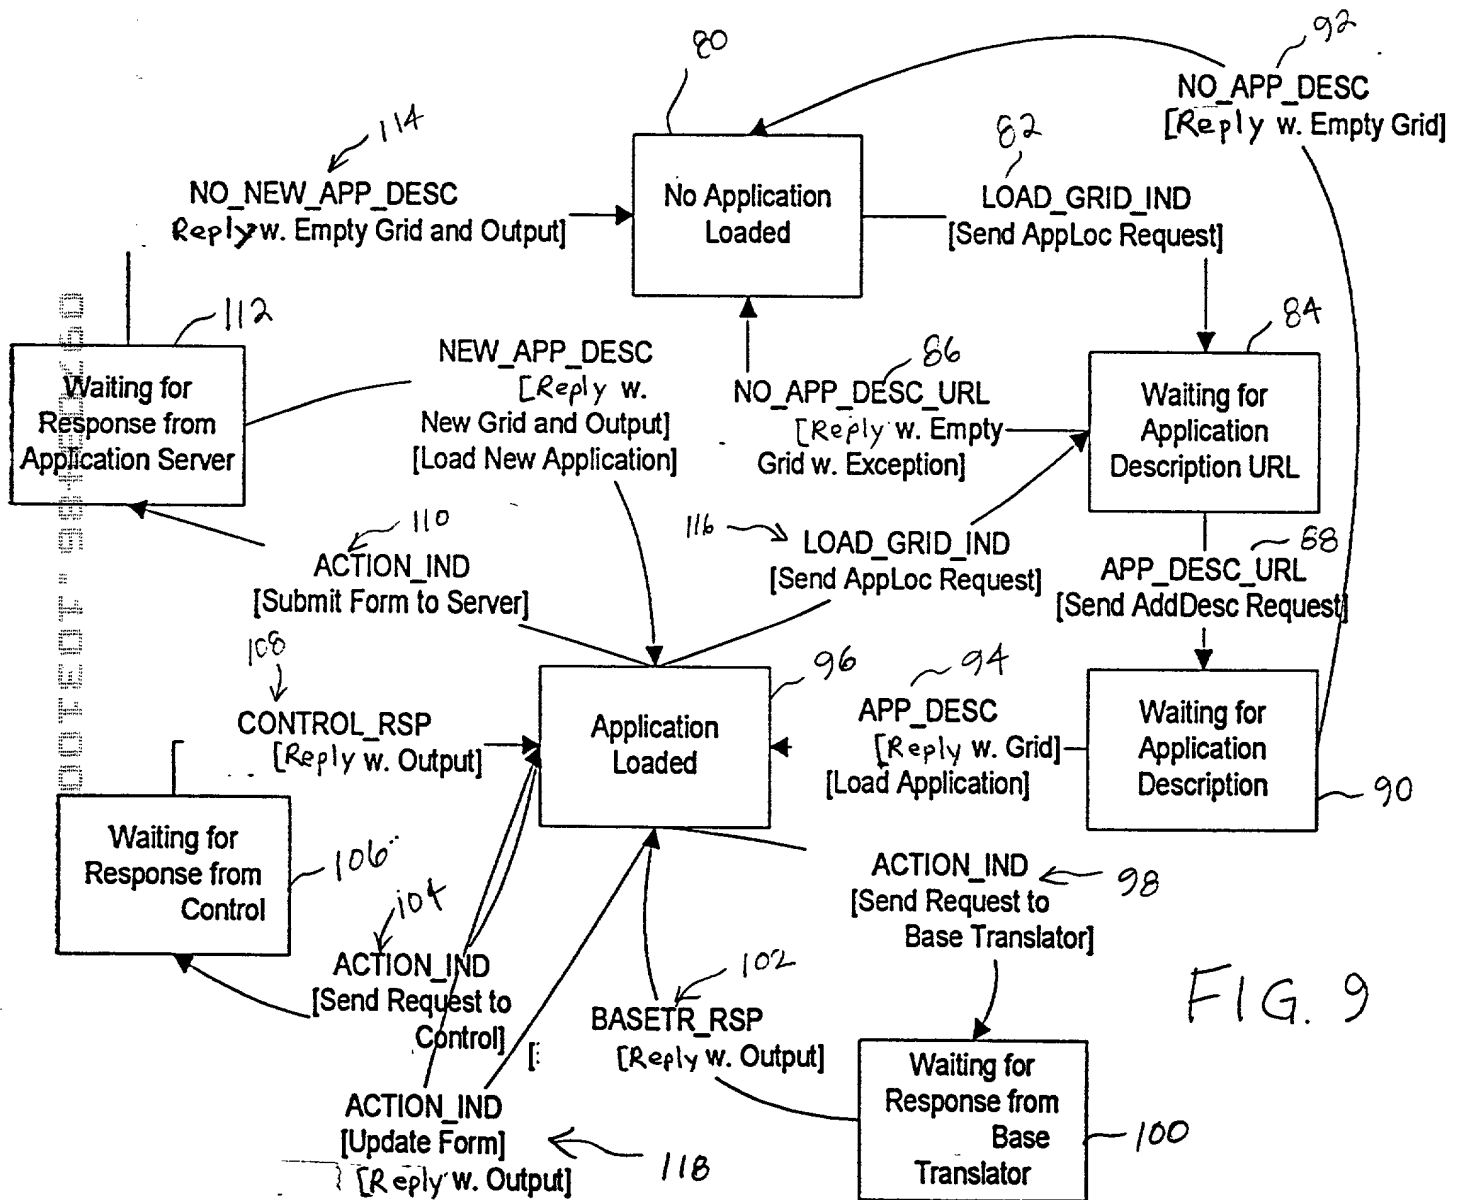 80
92
NO_APP_DESC
[Reply w. Empty Grid]
114
NO_NEW_APP_DESC
Reply w. Empty Grid and Output]
No Application
Loaded
82
LOAD_GRID_IND
[Send AppLoc Request]
112
Waiting for
Response from
Application Server
NEW_APP_DESC
[Reply w.
New Grid and Output]
[Load New Application]
86
NO_APP_DESC_URL
[Reply w. Empty
Grid w. Exception]
84
Waiting for
Application
Description URL
110
ACTION_IND
[Submit Form to Server]
116
LOAD_GRID_IND
[Send AppLoc Request]
88
APP_DESC_URL
[Send AddDesc Request]
108
CONTROL_RSP
[Reply w. Output]
96
Application
Loaded
94
APP_DESC
[Reply w. Grid]
[Load Application]
Waiting for
Application
Description
90
Waiting for
Response from
Control
106
104
ACTION_IND
[Send Request to
Control]
ACTION_IND
[Send Request to
Base Translator]
98
102
BASETR_RSP
[Reply w. Output]
FIG. 9
ACTION_IND
[Update Form]
[Reply w. Output]
118
Waiting for
Response from
Base
Translator
100